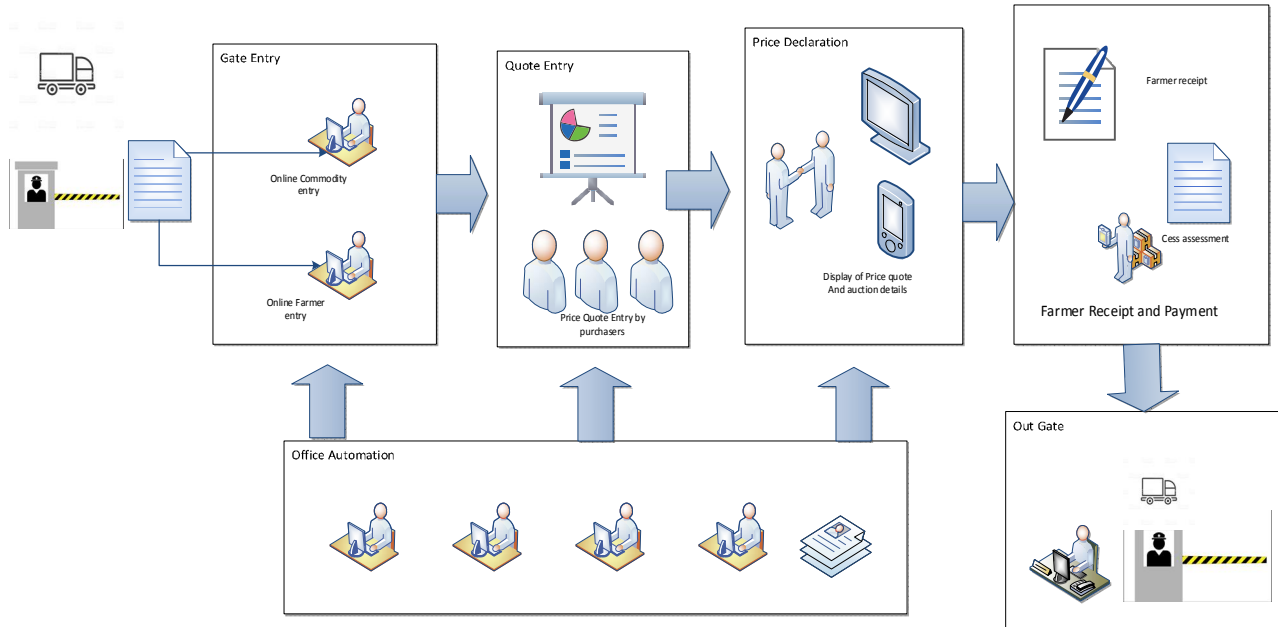 Gate Entry
Online Commodity
entry
Online Farmer
entry
Quote Entry
Price Quote Entry by
purchasers
Price Declaration
Display of Price quote
And auction details
Farmer receipt
Cess assessment
Farmer Receipt and Payment
Office Automation
Out Gate